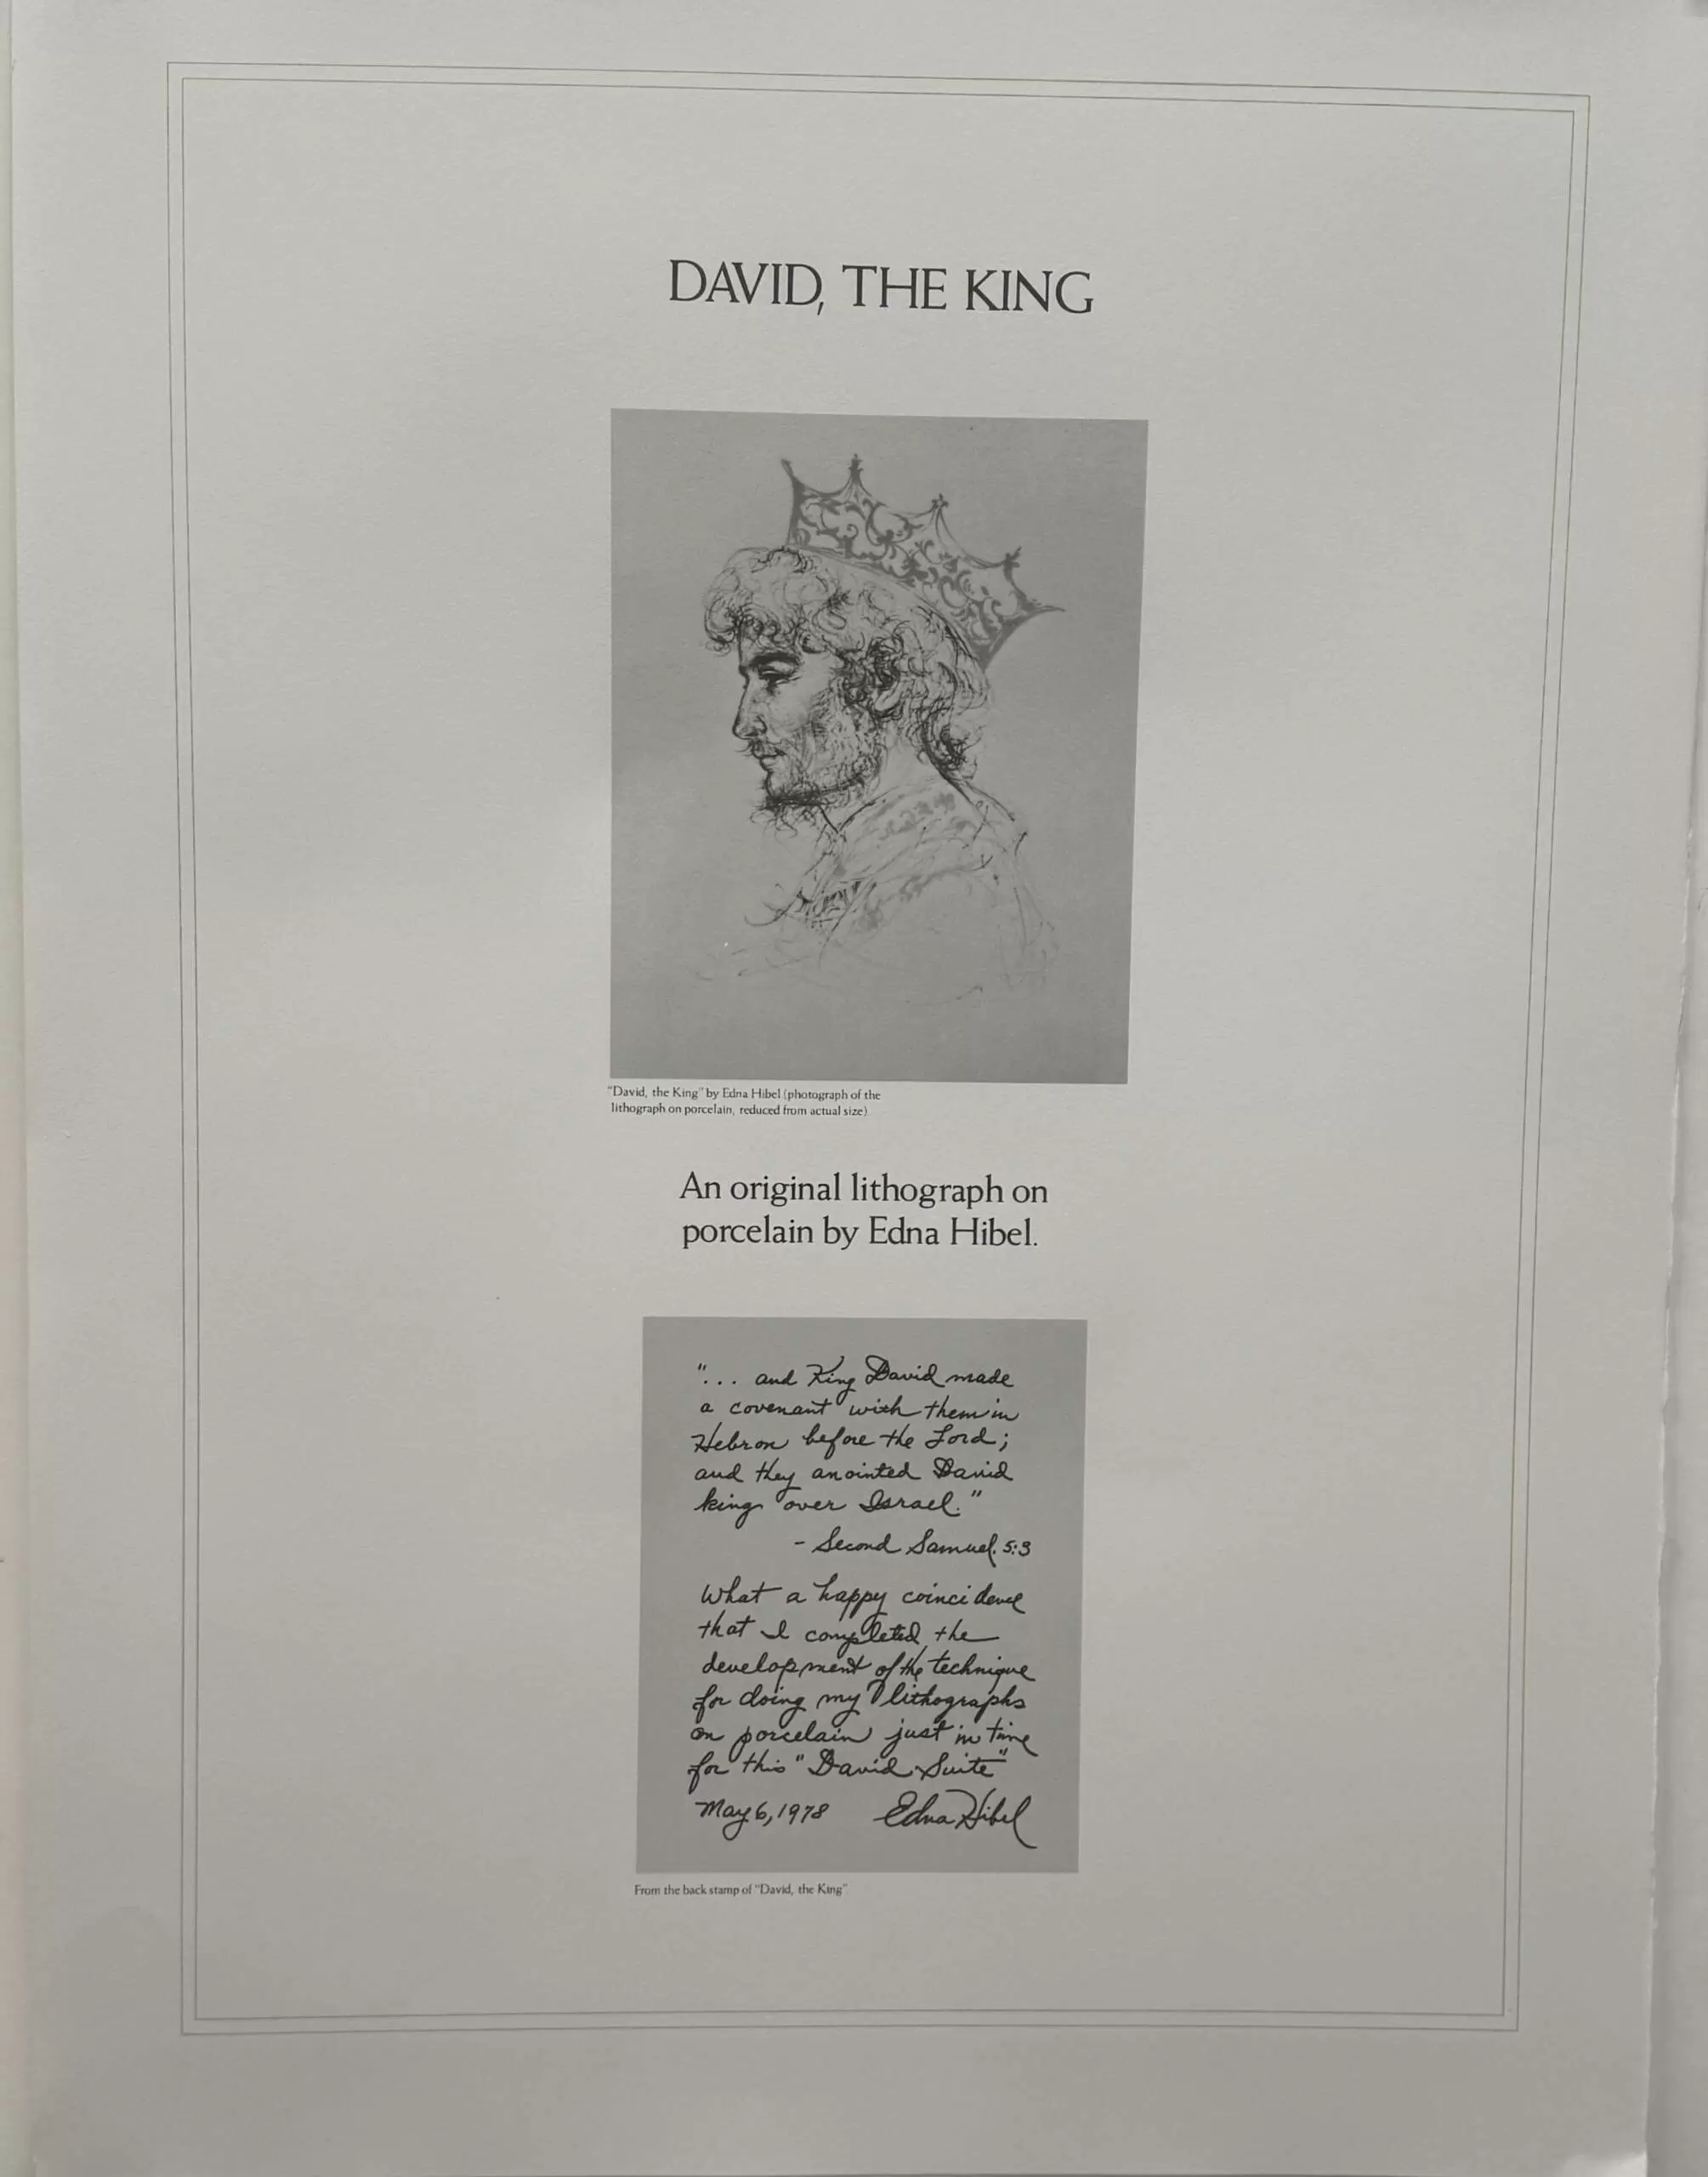 DAVID, THE KING
"David, the King" by Edna Hibel (photograph of the
lithograph on porcelain, reduced from actual size)
An original lithograph on
porcelain by Edna Hibel.
"... and King David made
a covenant with them in
Hebron before the Lord;
and they anointed David
king over Israel."
- Second Samuel. 5:3
What a happy coincidence
that I completed the
development of the technique
for doing my lithographs
on porcelain just in time
for this "David Suite"
May 6, 1978 Edna Hibel
From the back stamp of "David, the King"